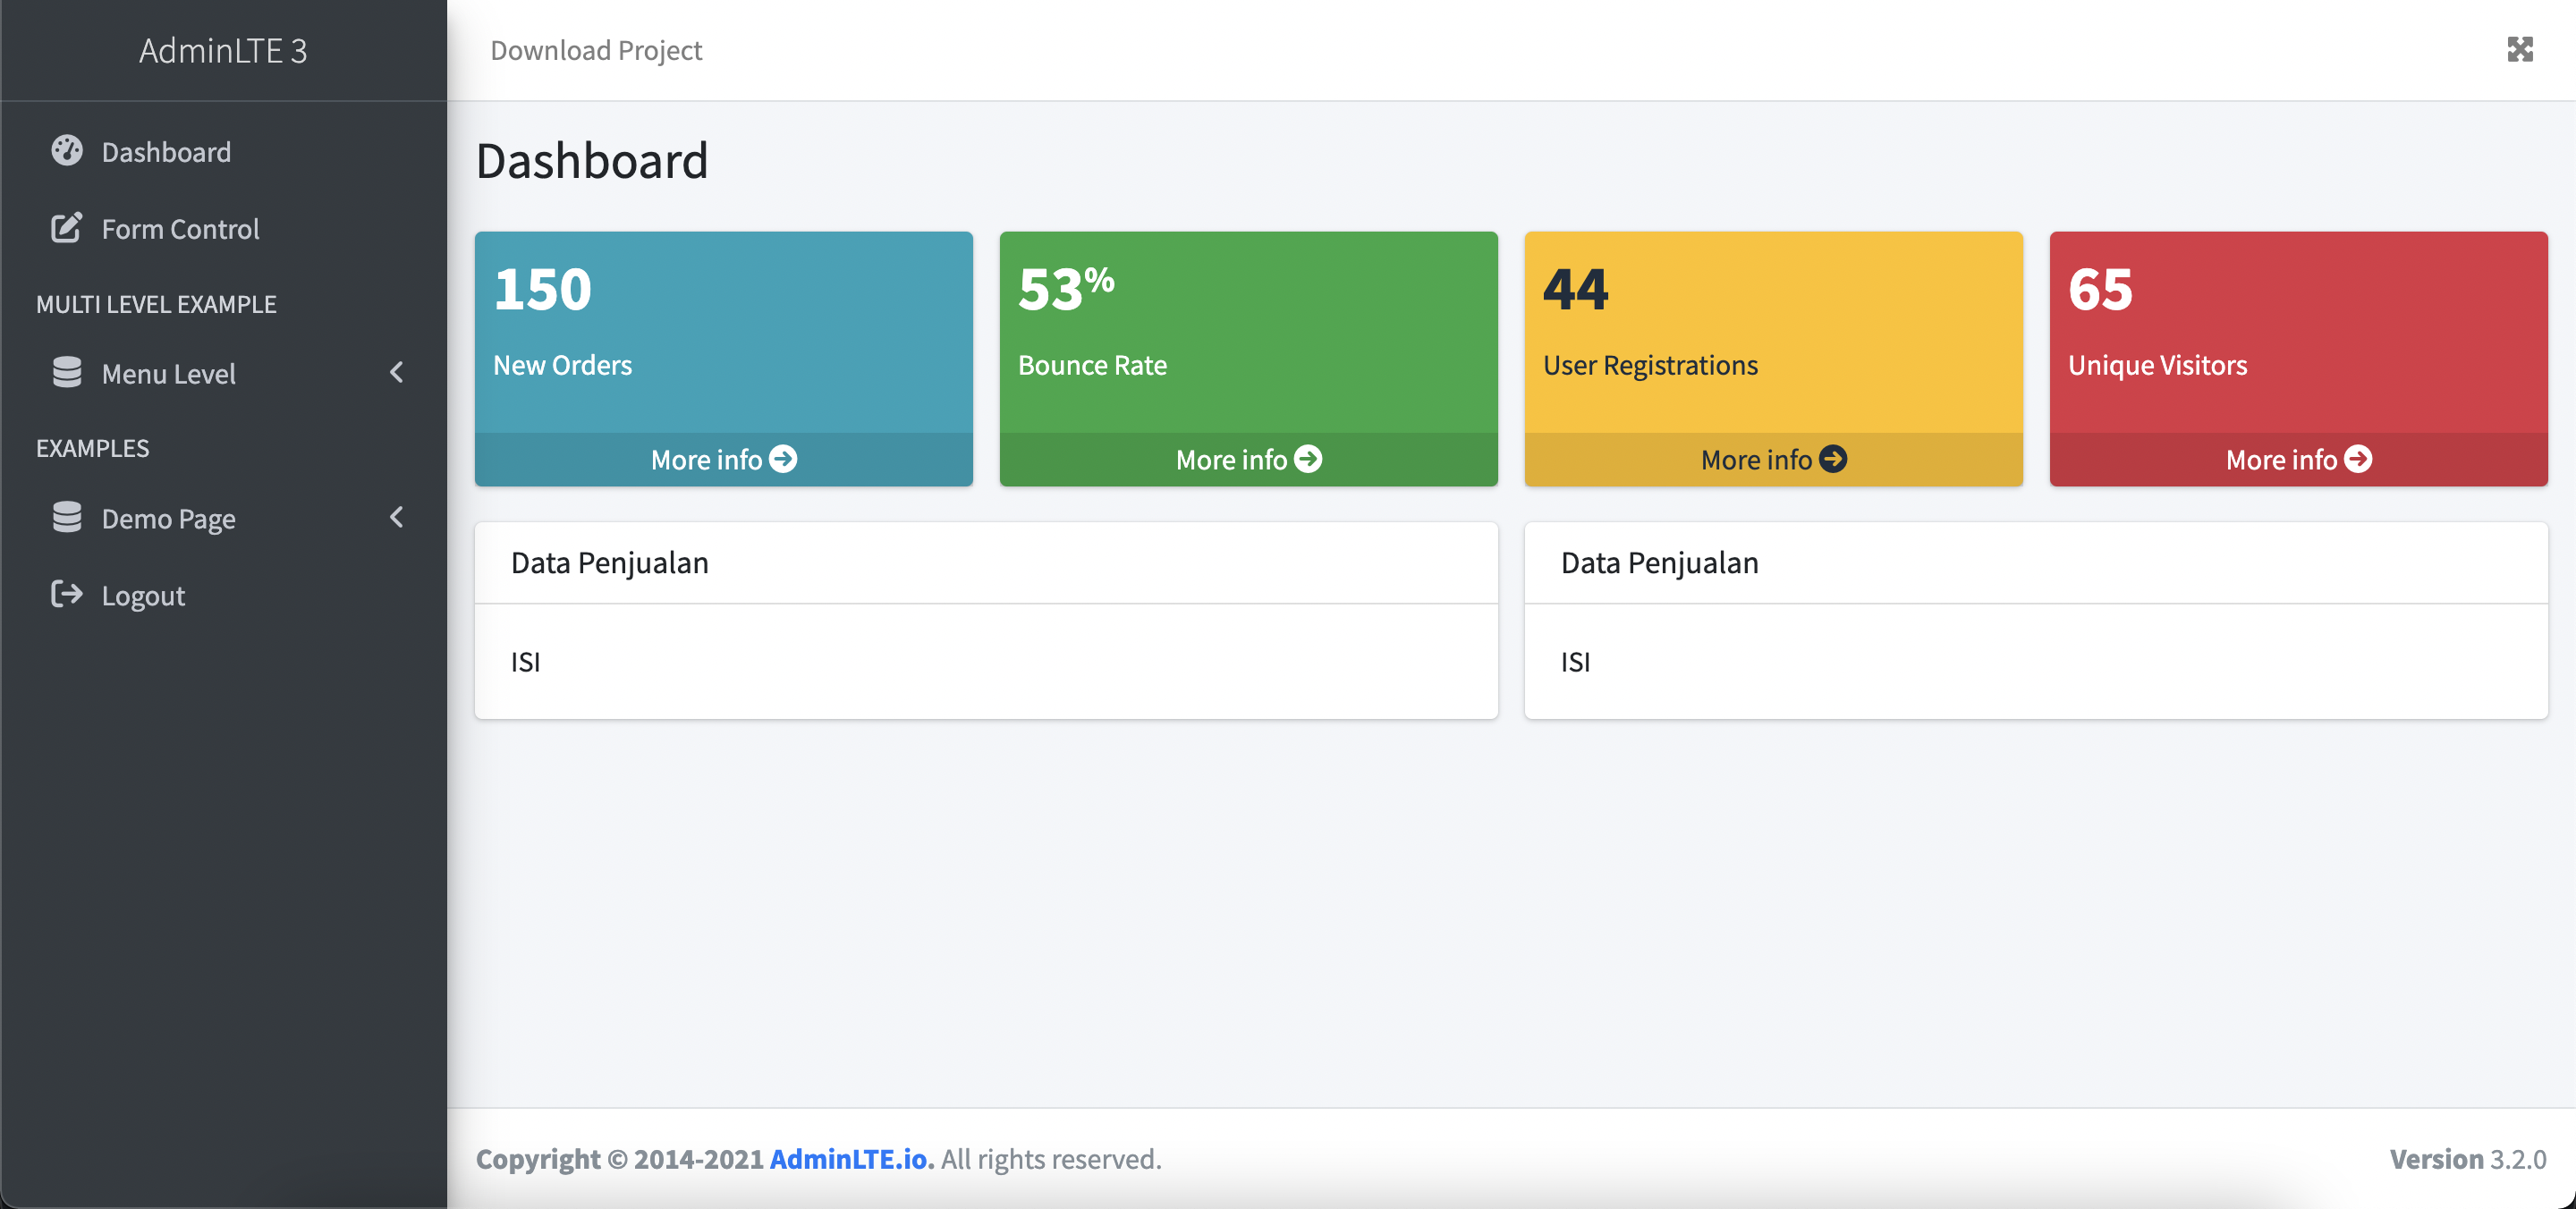 AdminLTE 3
Download Project
Dashboard
Form Control
MULTI LEVEL EXAMPLE
Menu Level
EXAMPLES
Demo Page
Logout
Dashboard
150
New Orders
More info
53%
Bounce Rate
More info
44
User Registrations
More info
65
Unique Visitors
More info
Data Penjualan
ISI
Data Penjualan
ISI
Copyright © 2014-2021 AdminLTE.io. All rights reserved.
Version 3.2.0